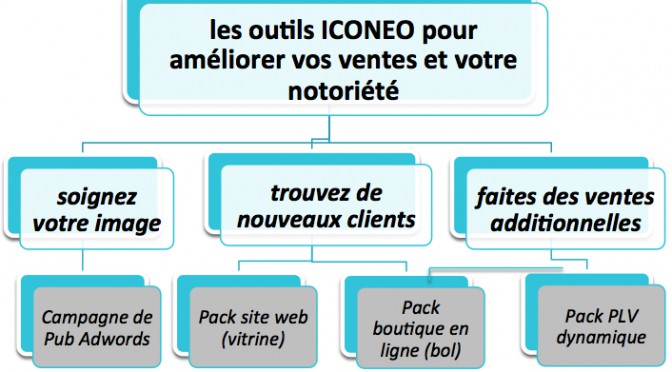 les outils ICONEO pour
améliorer vos ventes et votre
notoriété
soignez
votre image
trouvez de
nouveaux clients
faites des ventes
additionnelles
Campagne de
Pub Adwords
Pack site web
(vitrine)
Pack
boutique en
ligne (bol)
Pack PLV
dynamique